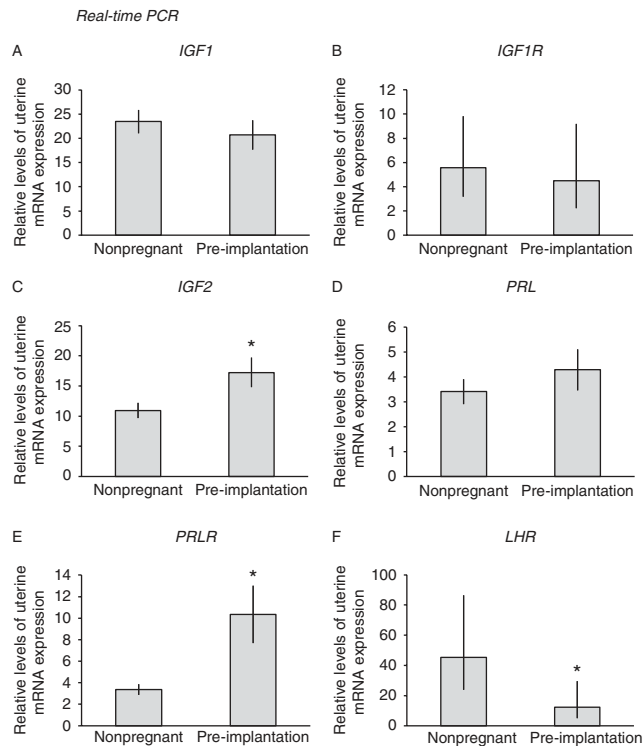 Real-time PCR
A
IGF1
Relative levels of uterine
mRNA expression
30
25
20
15
10
5
0
Nonpregnant Pre-implantation
B
IGF1R
Relative levels of uterine
mRNA expression
12
10
8
6
4
2
0
Nonpregnant Pre-implantation
C
IGF2
Relative levels of uterine
mRNA expression
25
20
15
10
5
0
*
Nonpregnant Pre-implantation
D
PRL
Relative levels of uterine
mRNA expression
6
5
4
3
2
1
0
Nonpregnant Pre-implantation
E
PRLR
Relative levels of uterine
mRNA expression
14
12
10
8
6
4
2
0
*
Nonpregnant Pre-implantation
F
LHR
Relative levels of uterine
mRNA expression
100
80
60
40
20
0
*
Nonpregnant Pre-implantation